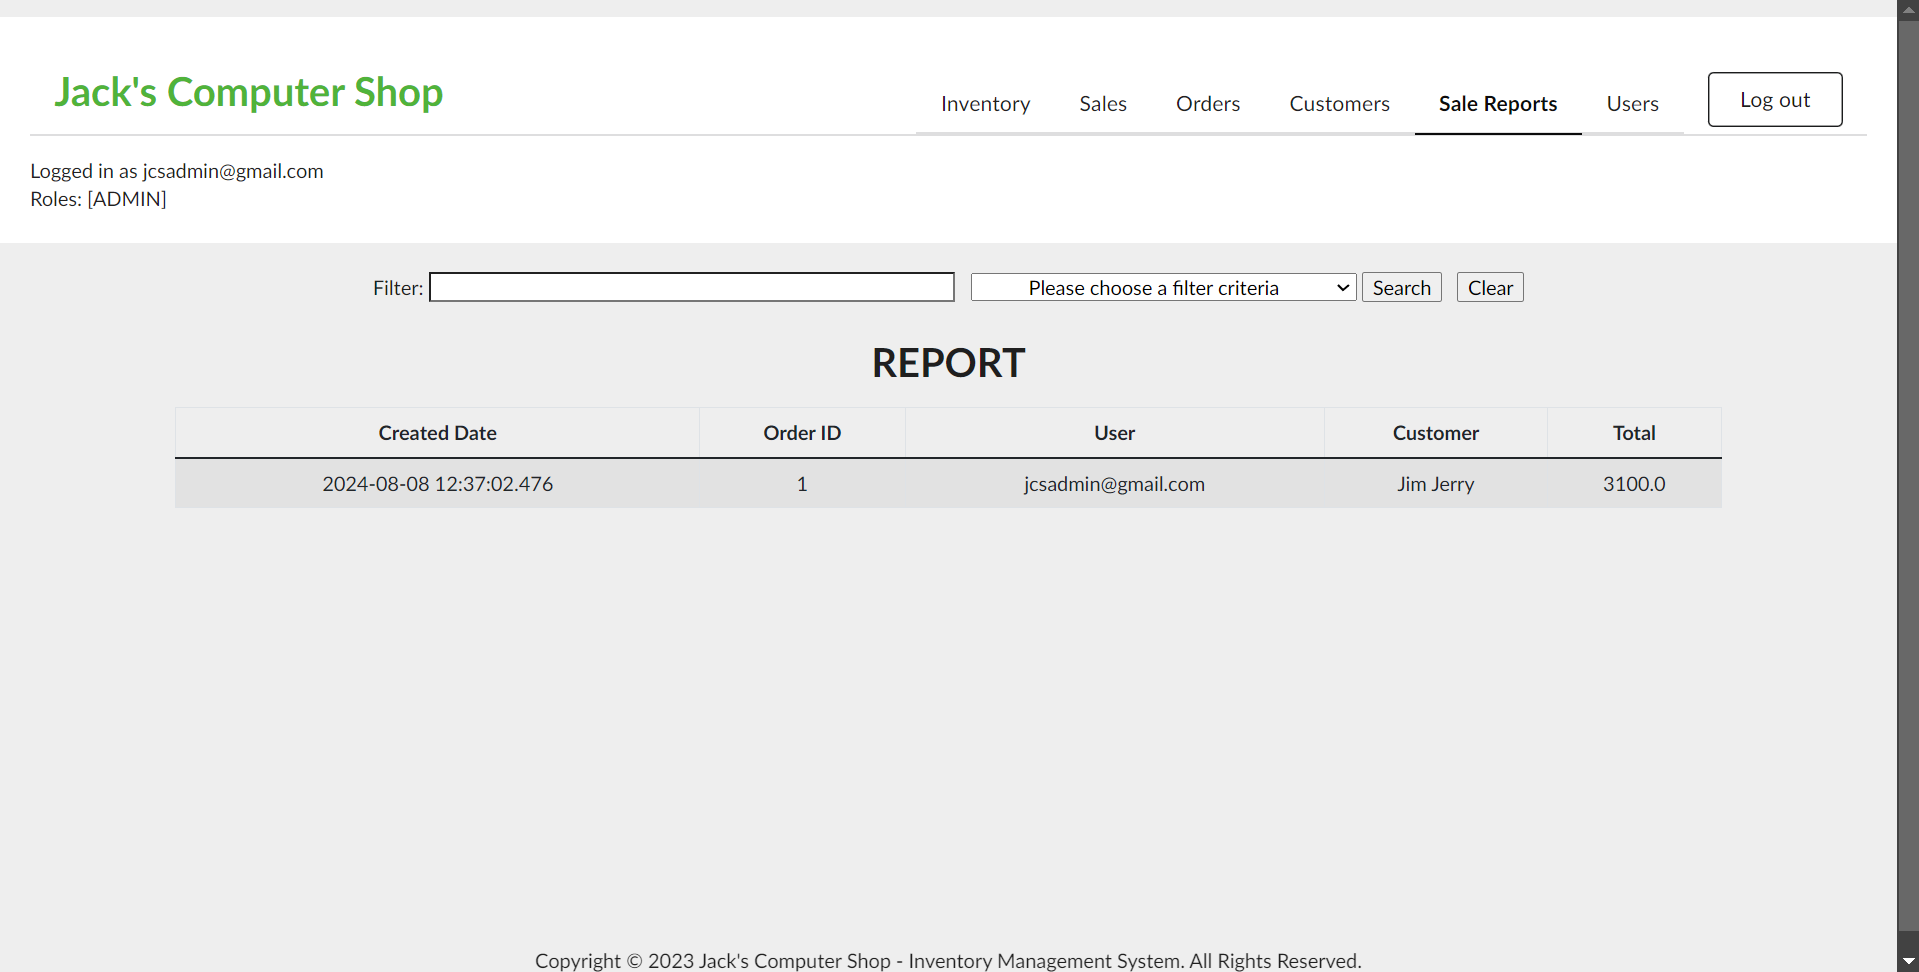 Jack's Computer Shop
Inventory Sales Orders Customers Sale Reports Users Log out
Logged in as jcsadmin@gmail.com
Roles: [ADMIN]
Filter: Please choose a filter criteria Search Clear
REPORT
Created Date Order ID User Customer Total
2024-08-08 12:37:02.476 1 jcsadmin@gmail.com Jim Jerry 3100.0
Copyright © 2023 Jack's Computer Shop - Inventory Management System. All Rights Reserved.